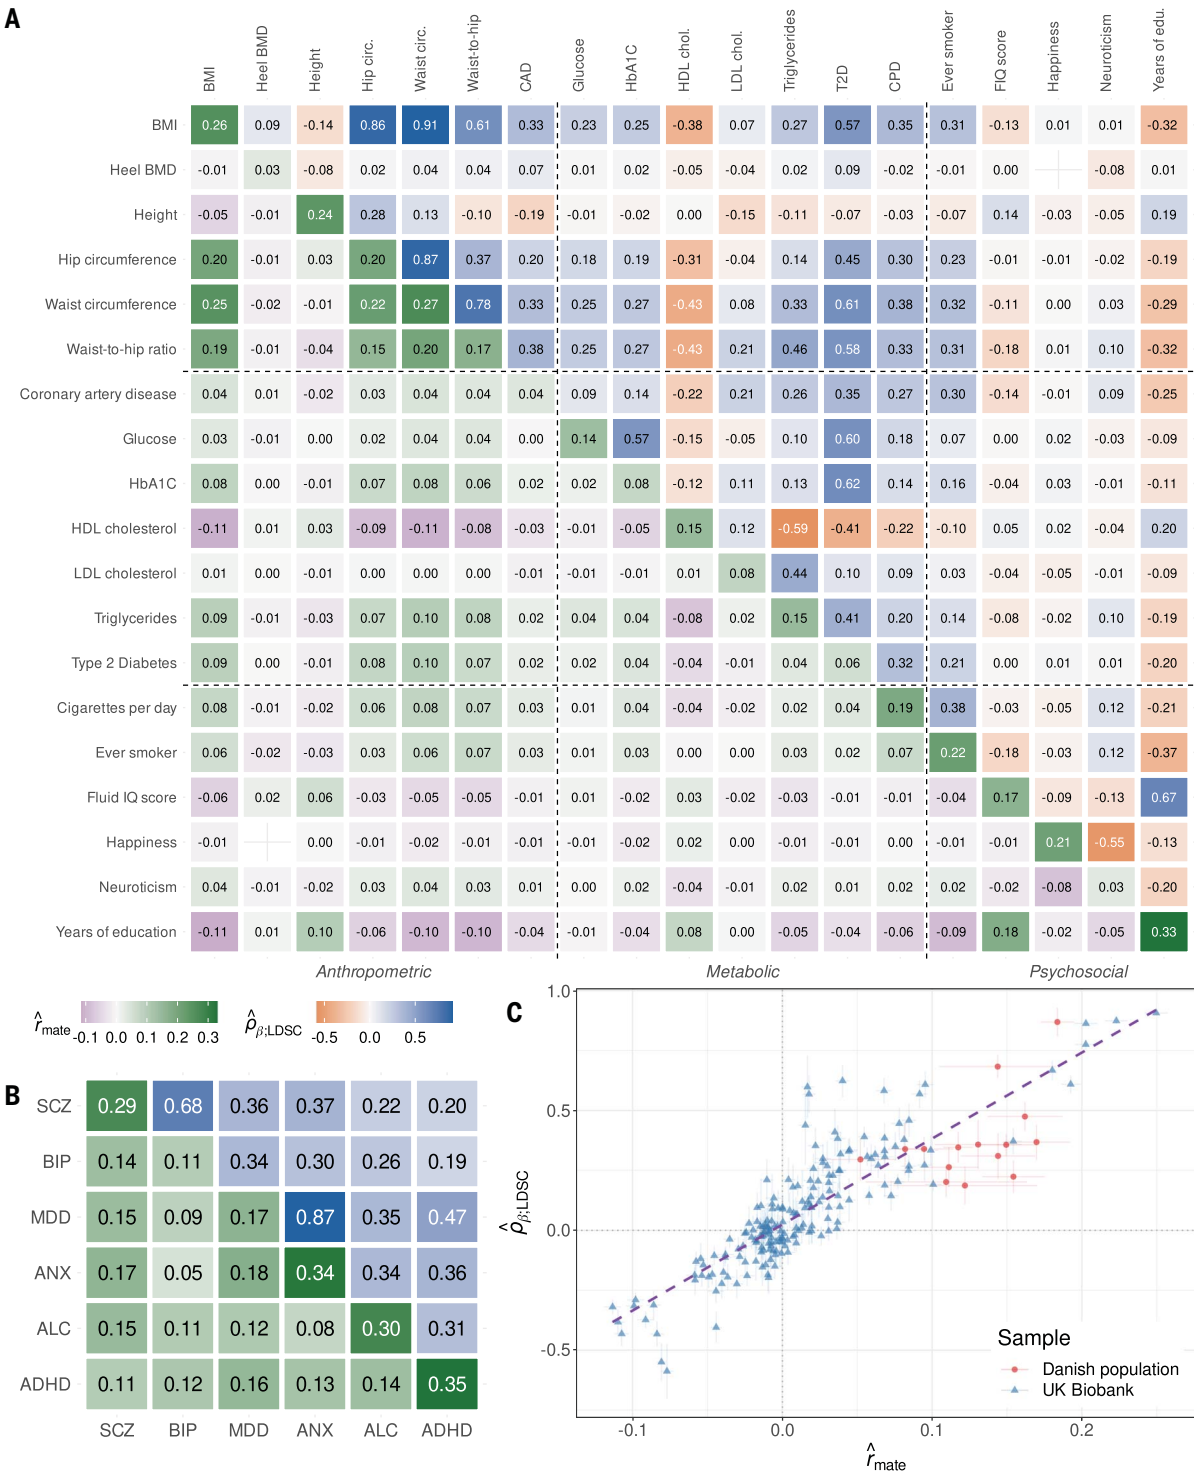 A
BMI Heel BMD Height Hip circ. Waist circ. Waist-to-hip CAD Glucose HbA1C HDL chol. LDL chol. Triglycerides T2D CPD Ever smoker FIQ score Happiness Neuroticism Years of edu.
BMI 0.26 0.09 -0.14 0.86 0.91 0.61 0.33 0.23 0.25 -0.38 0.07 0.27 0.57 0.35 0.31 -0.13 0.01 0.01 -0.32
Heel BMD -0.01 0.03 -0.08 0.02 0.04 0.04 0.07 0.01 0.02 -0.05 -0.04 0.02 0.09 -0.02 -0.01 0.00 -0.08 0.01
Height -0.05 -0.01 0.24 0.28 0.13 -0.10 -0.19 -0.01 -0.02 0.00 -0.15 -0.11 -0.07 -0.03 -0.07 0.14 -0.03 -0.05 0.19
Hip circumference 0.20 -0.01 0.03 0.20 0.87 0.37 0.20 0.18 0.19 -0.31 -0.04 0.14 0.45 0.30 0.23 -0.01 -0.01 -0.02 -0.19
Waist circumference 0.25 -0.02 -0.01 0.22 0.27 0.78 0.33 0.25 0.27 -0.43 0.08 0.33 0.61 0.38 0.32 -0.11 0.00 0.03 -0.29
Waist-to-hip ratio 0.19 -0.01 -0.04 0.15 0.20 0.17 0.38 0.25 0.27 -0.43 0.21 0.46 0.58 0.33 0.31 -0.18 0.01 0.10 -0.32
Coronary artery disease 0.04 0.01 -0.02 0.03 0.04 0.04 0.04 0.09 0.14 -0.22 0.21 0.26 0.35 0.27 0.30 -0.14 -0.01 0.09 -0.25
Glucose 0.03 -0.01 0.00 0.02 0.04 0.04 0.00 0.14 0.57 -0.15 -0.05 0.10 0.60 0.18 0.07 0.00 0.02 -0.03 -0.09
HbA1C 0.08 0.00 -0.01 0.07 0.08 0.06 0.02 0.02 0.08 -0.12 0.11 0.13 0.62 0.14 0.16 -0.04 0.03 -0.01 -0.11
HDL cholesterol -0.11 0.01 0.03 -0.09 -0.11 -0.08 -0.03 -0.01 -0.05 0.15 0.12 -0.59 -0.41 -0.22 -0.10 0.05 0.02 -0.04 0.20
LDL cholesterol 0.01 0.00 -0.01 0.00 0.00 0.00 -0.01 -0.01 -0.01 0.01 0.08 0.44 0.10 0.09 0.03 -0.04 -0.05 -0.01 -0.09
Triglycerides 0.09 -0.01 -0.03 0.07 0.10 0.08 0.02 0.04 0.04 -0.08 0.02 0.15 0.41 0.20 0.14 -0.08 -0.02 0.10 -0.19
Type 2 Diabetes 0.09 0.00 -0.01 0.08 0.10 0.07 0.02 0.02 0.04 -0.04 -0.01 0.04 0.06 0.32 0.21 0.00 0.01 0.01 -0.20
Cigarettes per day 0.08 -0.01 -0.02 0.06 0.08 0.07 0.03 0.01 0.04 -0.04 -0.02 0.02 0.04 0.19 0.38 -0.03 -0.05 0.12 -0.21
Ever smoker 0.06 -0.02 -0.03 0.03 0.06 0.07 0.03 0.01 0.03 0.00 0.00 0.03 0.02 0.07 0.22 -0.18 -0.03 0.12 -0.37
Fluid IQ score -0.06 0.02 0.06 -0.03 -0.05 -0.05 -0.01 0.01 -0.02 0.03 -0.02 -0.03 -0.01 -0.01 -0.04 0.17 -0.09 -0.13 0.67
Happiness -0.01 0.00 -0.01 -0.02 -0.01 -0.01 -0.01 -0.02 0.02 0.00 -0.01 -0.01 0.00 -0.01 -0.01 0.21 -0.55 -0.13
Neuroticism 0.04 -0.01 -0.02 0.03 0.04 0.03 0.01 0.00 0.02 -0.04 -0.01 0.02 0.01 0.02 0.02 -0.02 -0.08 0.03 -0.20
Years of education -0.11 0.01 0.10 -0.06 -0.10 -0.10 -0.04 -0.01 -0.04 0.08 0.00 -0.05 -0.04 -0.06 -0.09 0.18 -0.02 -0.05 0.33
Anthropometric Metabolic Psychosocial
r̂mate -0.1 0.0 0.1 0.2 0.3
ρ̂β;LDSC -0.5 0.0 0.5
B
SCZ 0.29 0.68 0.36 0.37 0.22 0.20
BIP 0.14 0.11 0.34 0.30 0.26 0.19
MDD 0.15 0.09 0.17 0.87 0.35 0.47
ANX 0.17 0.05 0.18 0.34 0.34 0.36
ALC 0.15 0.11 0.12 0.08 0.30 0.31
ADHD 0.11 0.12 0.16 0.13 0.14 0.35
SCZ BIP MDD ANX ALC ADHD
C
1.0
0.5
0.0
-0.5
ρ̂β;LDSC
Sample
Danish population
UK Biobank
-0.1 0.0 0.1 0.2
r̂mate